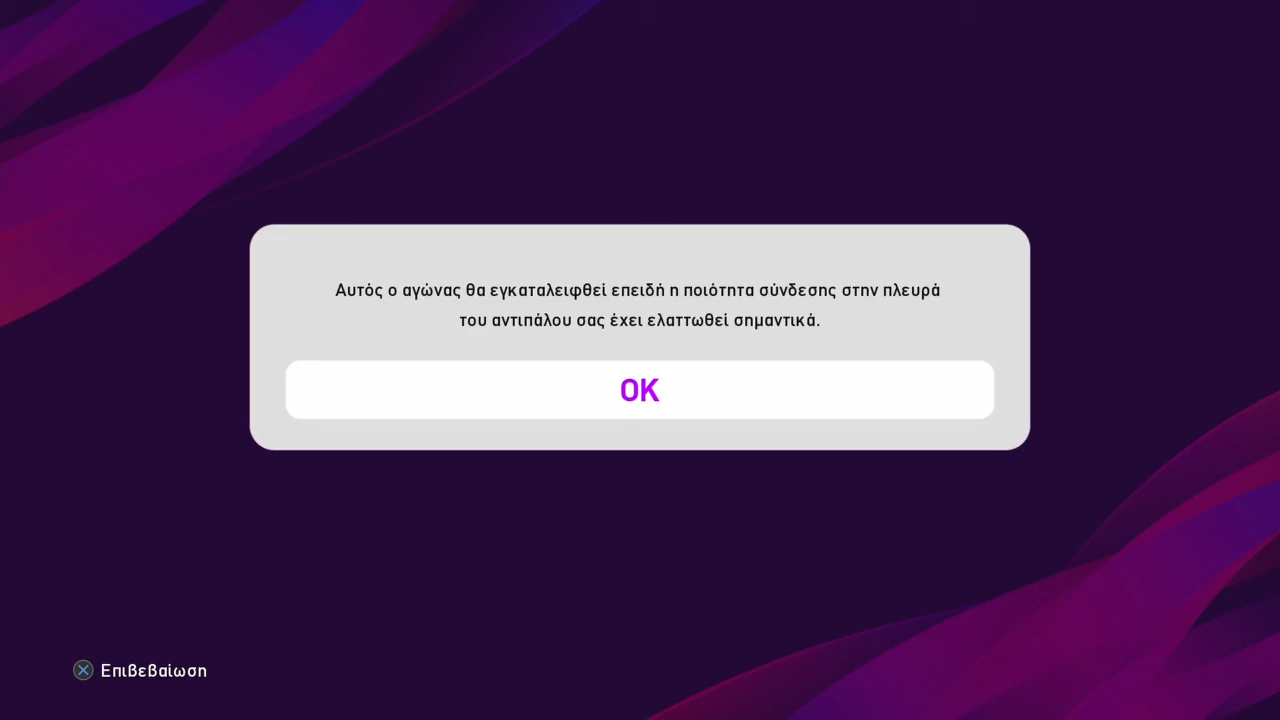 Αυτός ο αγώνας θα εγκαταλειφθεί επειδή η ποιότητα σύνδεσης στην πλευρά
του αντιπάλου σας έχει ελαττωθεί σημαντικά.
OK
Επιβεβαίωση